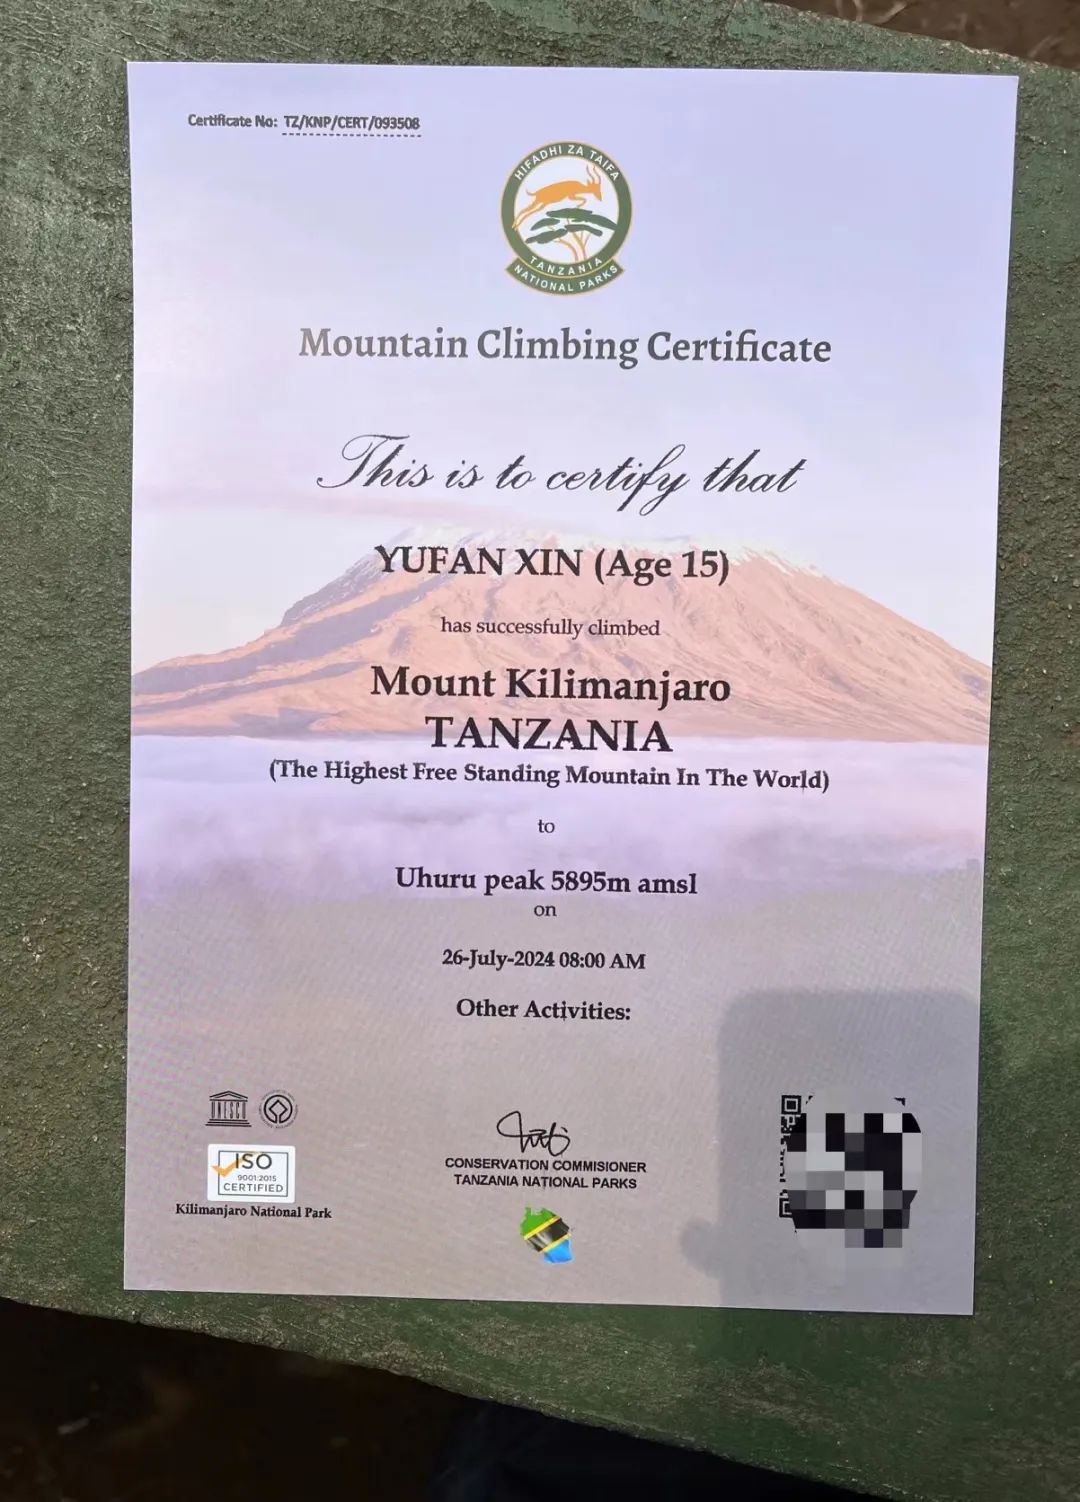 Certificate No: TZ/KNP/CERT/093508
HIFADHI ZA TAIFA
TANZANIA
NATIONAL PARKS
Mountain Climbing Certificate
This is to certify that
YUFAN XIN (Age 15)
has successfully climbed
Mount Kilimanjaro
TANZANIA
(The Highest Free Standing Mountain In The World)
to
Uhuru peak 5895m amsl
on
26-July-2024 08:00 AM
Other Activities:
UNESCO
ISO
9001:2015
CERTIFIED
Kilimanjaro National Park
CONSERVATION COMMISIONER
TANZANIA NATIONAL PARKS